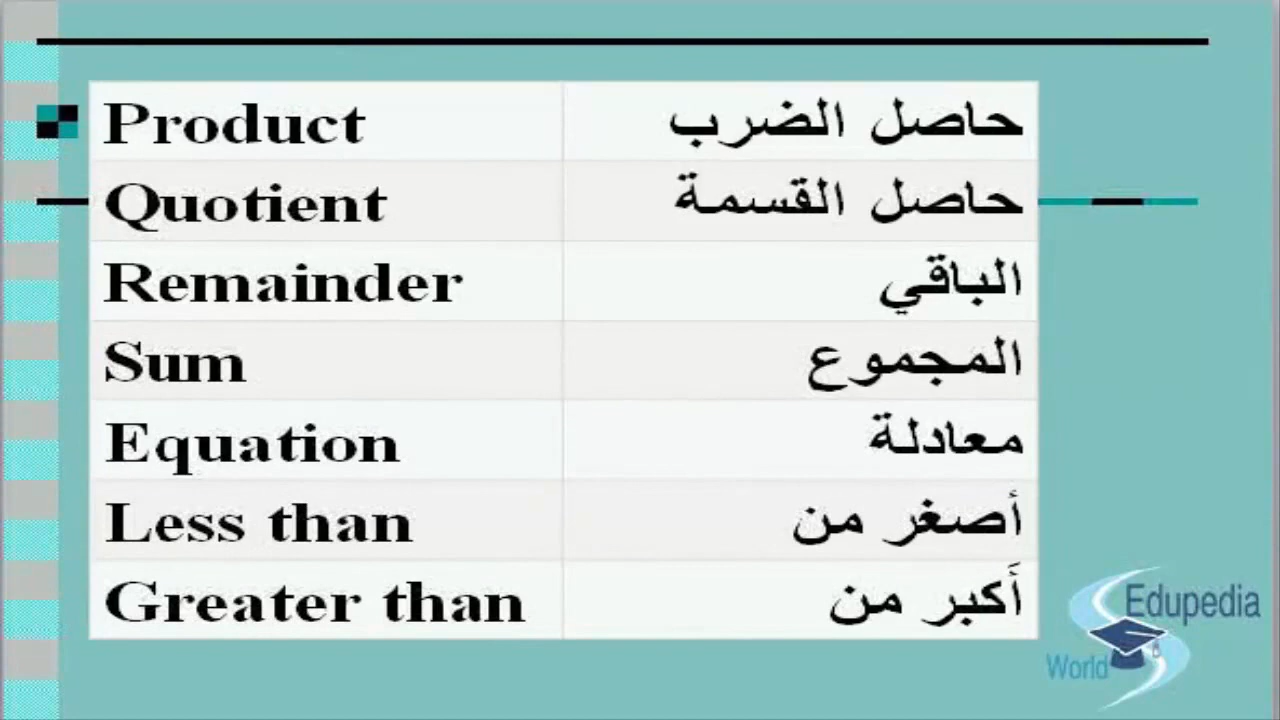 Product حاصل الضرب
Quotient حاصل القسمة
Remainder الباقي
Sum المجموع
Equation معادلة
Less than أصغر من
Greater than أَكبر من
Edupedia
World